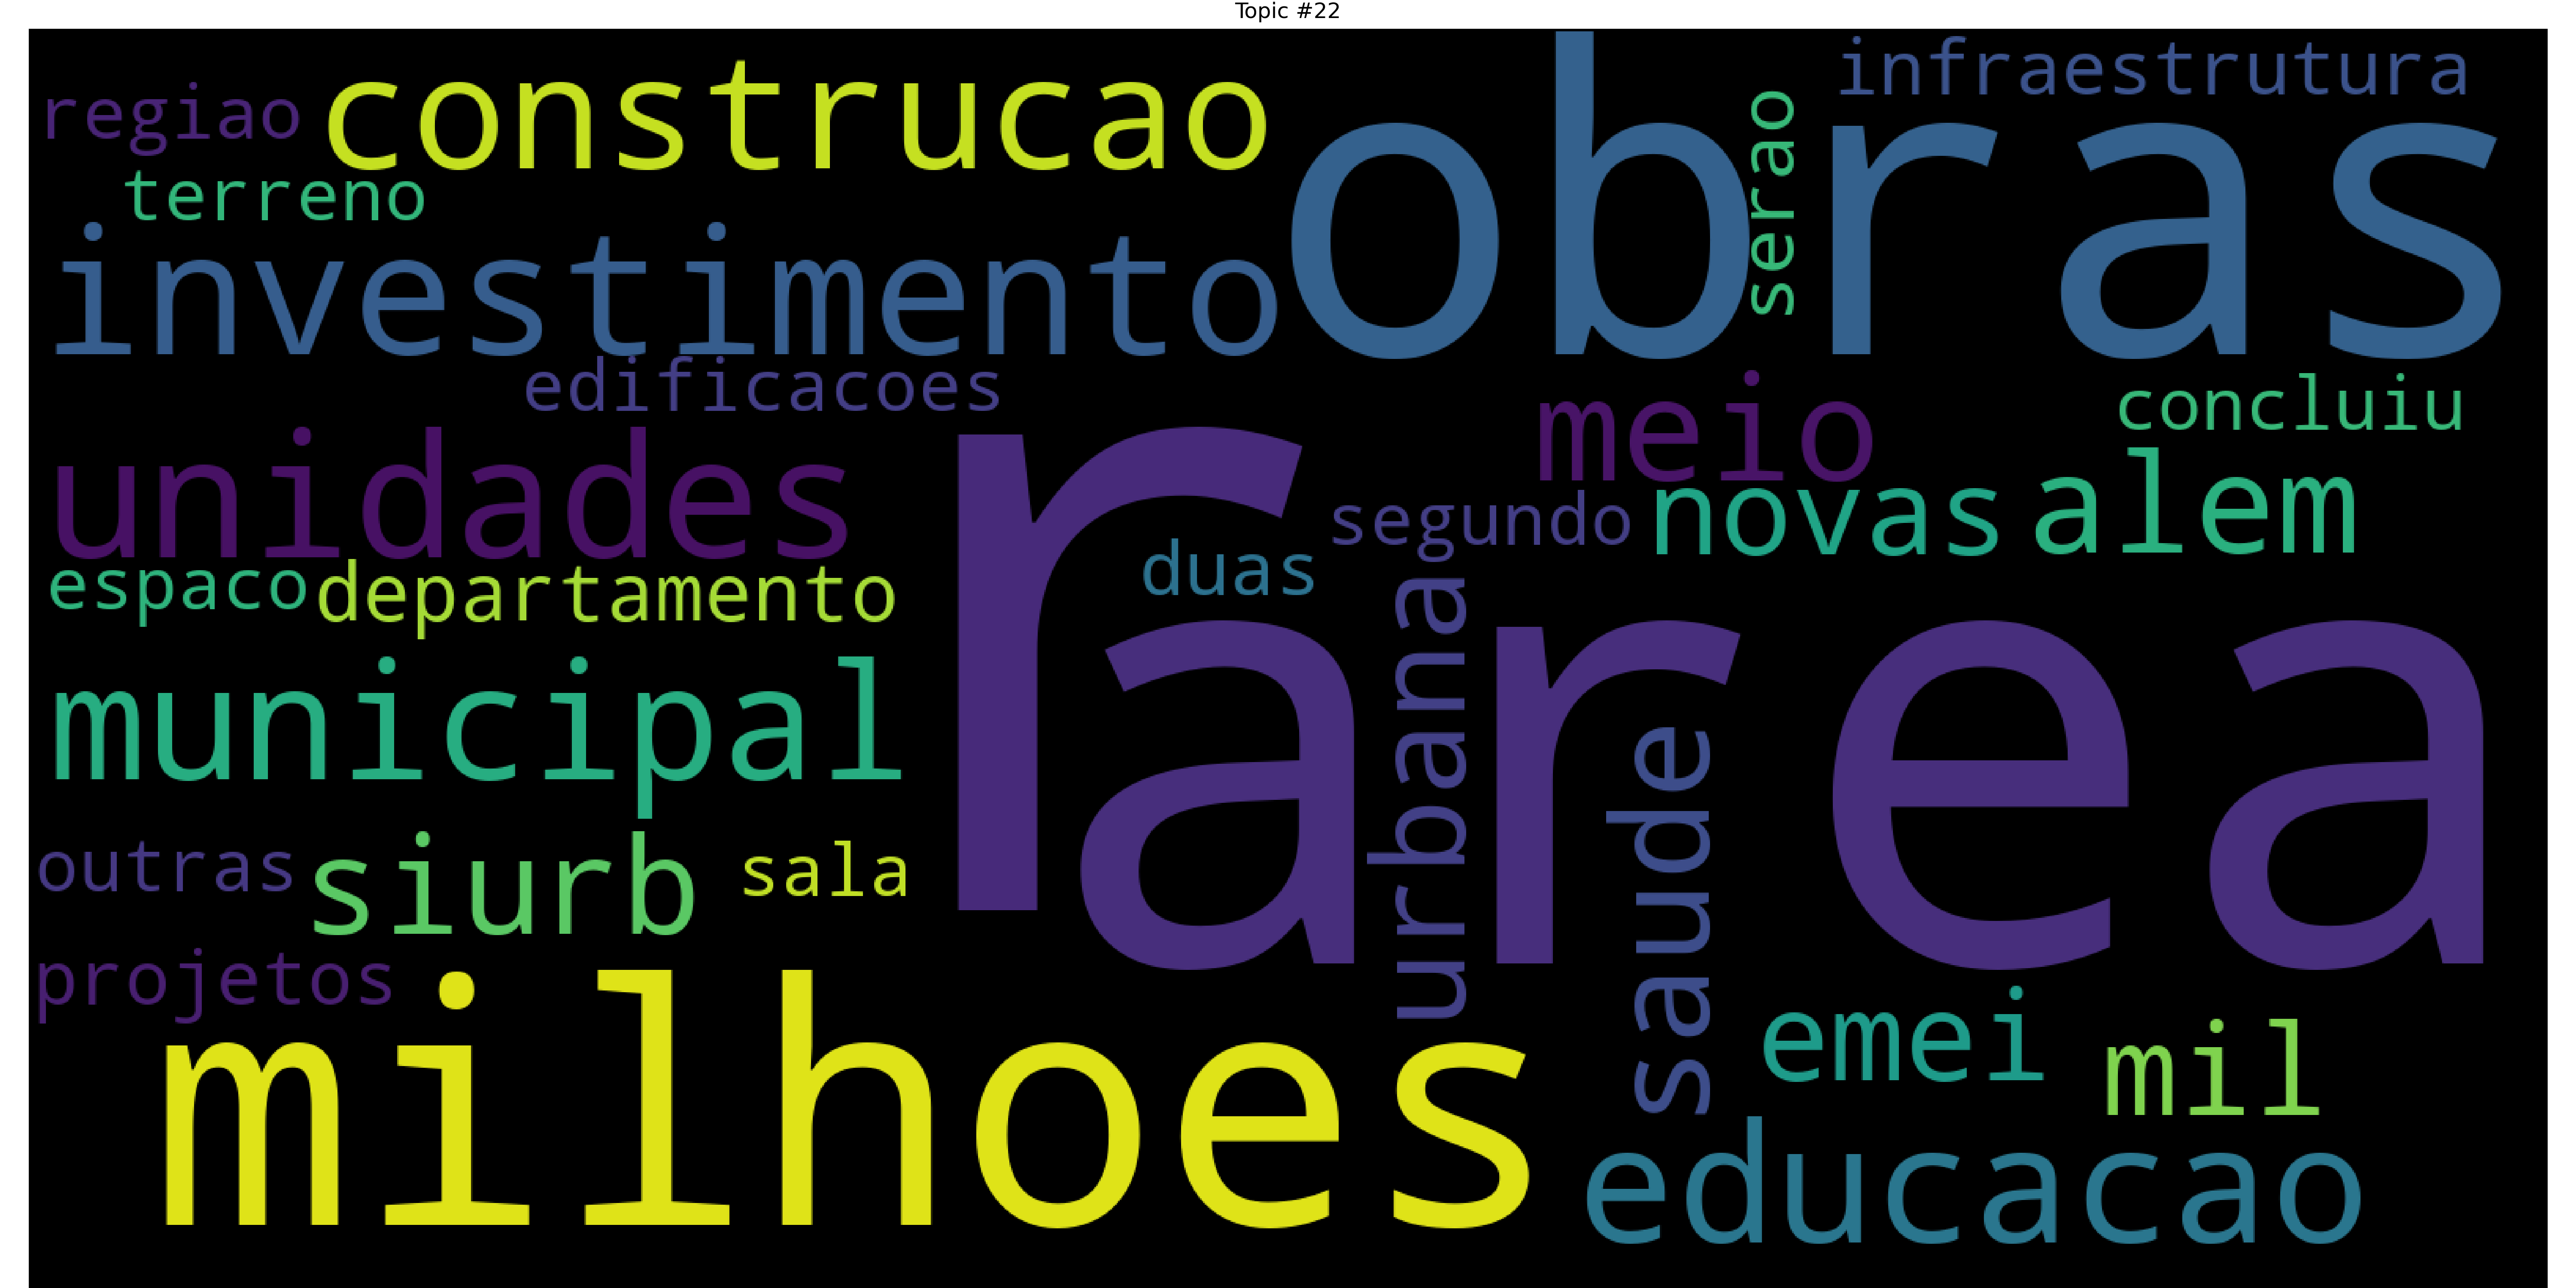 Topic #22
regiao
construcao
obras
serao
infraestrutura
terreno
investimento
edificacoes
meio
concluiu
unidades
r
segundo
novas
alem
espaco
departamento
duas
urbana
area
municipal
saude
outras
siurb
sala
projetos
milhoes
emei
mil
educacao